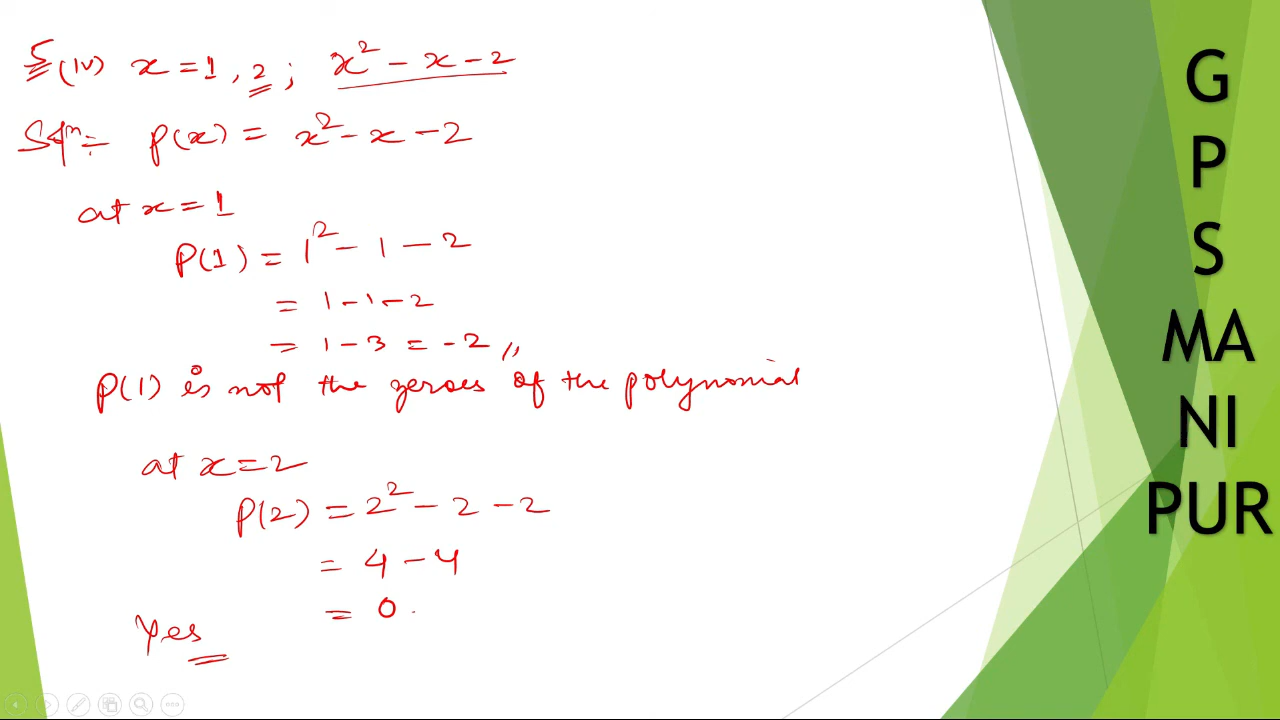 5 (iv) x = 1, 2 ; x² - x - 2
Solⁿ:- p(x) = x² - x - 2
at x = 1
P(1) = 1² - 1 - 2
= 1 - 1 - 2
= 1 - 3 = -2 //
P(1) is not the zeroes of the polynomial
at x = 2
P(2) = 2² - 2 - 2
= 4 - 4
= 0.
Yes
G
P
S
MA
NI
PUR